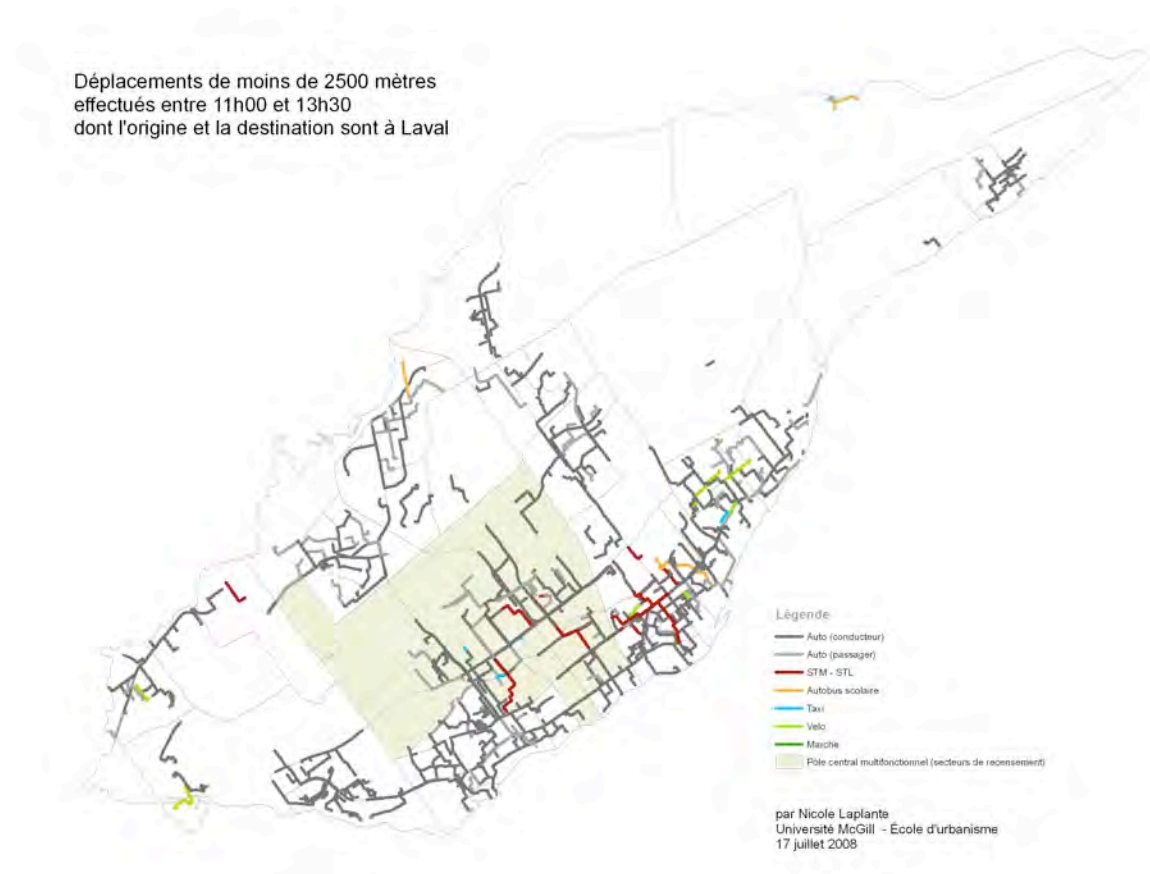 Déplacements de moins de 2500 mètres
effectués entre 11h00 et 13h30
dont l'origine et la destination sont à Laval
Légende
Auto (conducteur)
Auto (passager)
STM - STL
Autobus scolaire
Taxi
Velo
Marche
Pôle central multifonctionnel (secteurs de recensement)
par Nicole Laplante
Université McGill - École d'urbanisme
17 juillet 2008